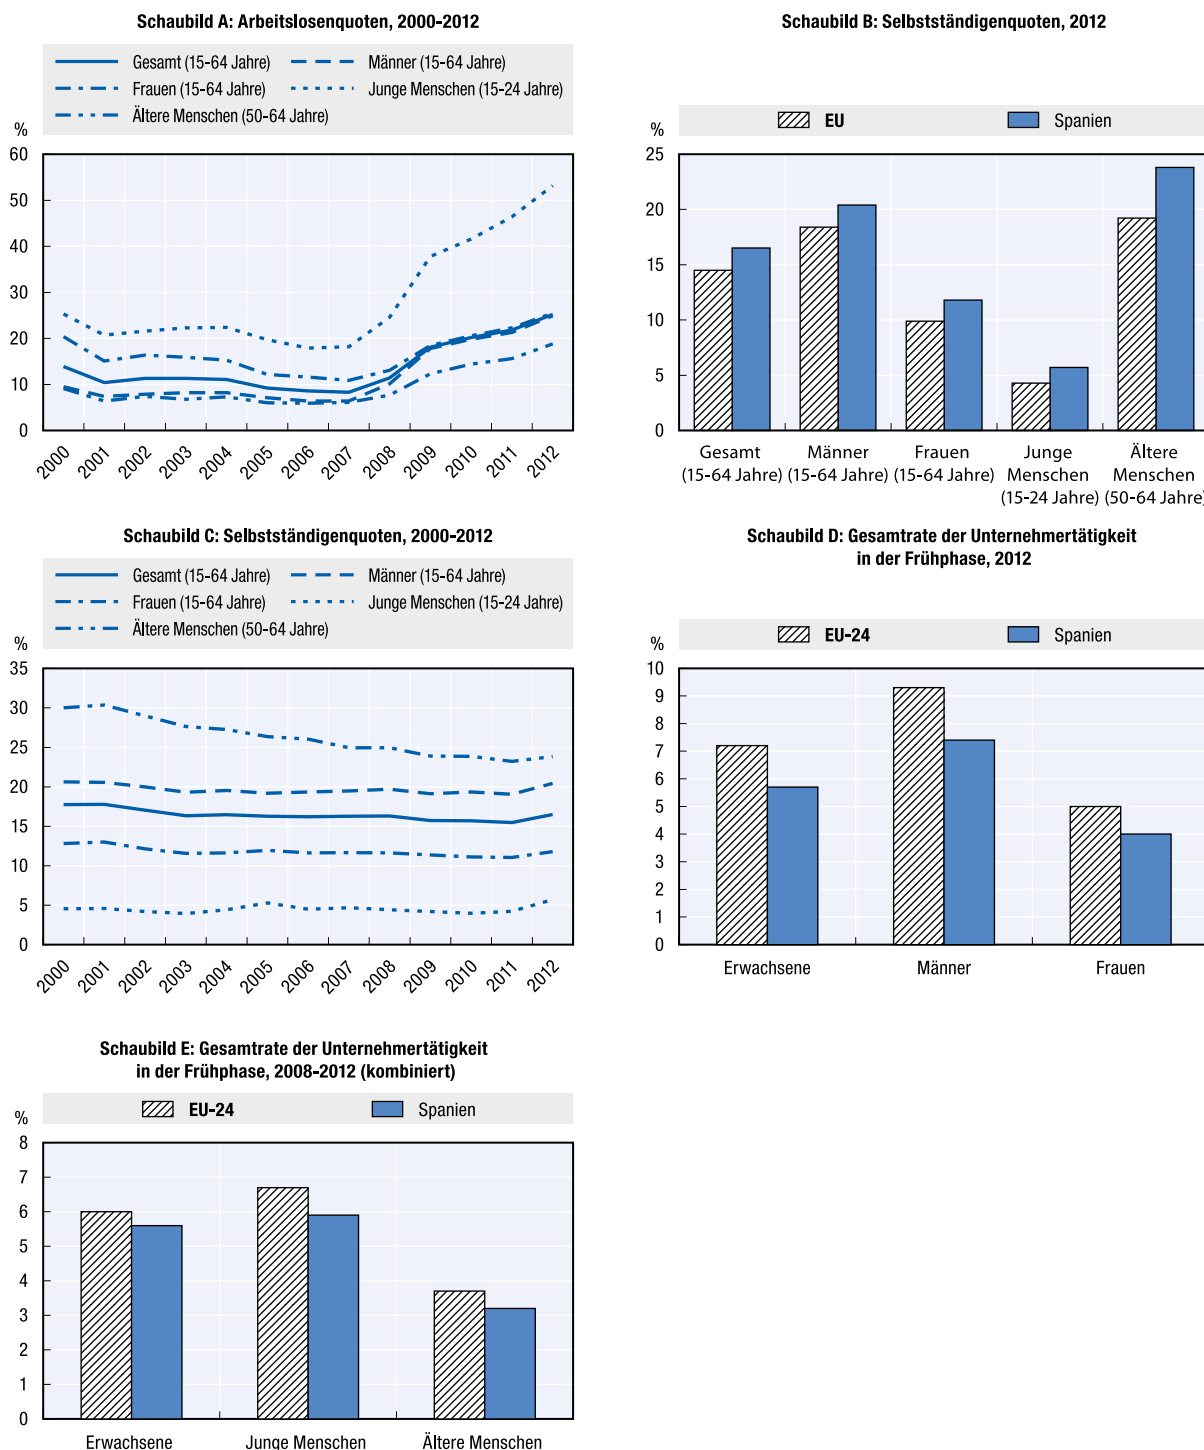 Schaubild A: Arbeitslosenquoten, 2000-2012
Gesamt (15-64 Jahre)
Männer (15-64 Jahre)
Frauen (15-64 Jahre)
Junge Menschen (15-24 Jahre)
Ältere Menschen (50-64 Jahre)
%
60
50
40
30
20
10
0
2000 2001 2002 2003 2004 2005 2006 2007 2008 2009 2010 2011 2012
Schaubild B: Selbstständigenquoten, 2012
EU
Spanien
%
25
20
15
10
5
0
Gesamt
(15-64 Jahre)
Männer
(15-64 Jahre)
Frauen
(15-64 Jahre)
Junge
Menschen
(15-24 Jahre)
Ältere
Menschen
(50-64 Jahre)
Schaubild C: Selbstständigenquoten, 2000-2012
Gesamt (15-64 Jahre)
Männer (15-64 Jahre)
Frauen (15-64 Jahre)
Junge Menschen (15-24 Jahre)
Ältere Menschen (50-64 Jahre)
%
35
30
25
20
15
10
5
0
2000 2001 2002 2003 2004 2005 2006 2007 2008 2009 2010 2011 2012
Schaubild D: Gesamtrate der Unternehmertätigkeit
in der Frühphase, 2012
EU-24
Spanien
%
10
9
8
7
6
5
4
3
2
1
0
Erwachsene
Männer
Frauen
Schaubild E: Gesamtrate der Unternehmertätigkeit
in der Frühphase, 2008-2012 (kombiniert)
EU-24
Spanien
%
8
7
6
5
4
3
2
1
0
Erwachsene
Junge Menschen
Ältere Menschen